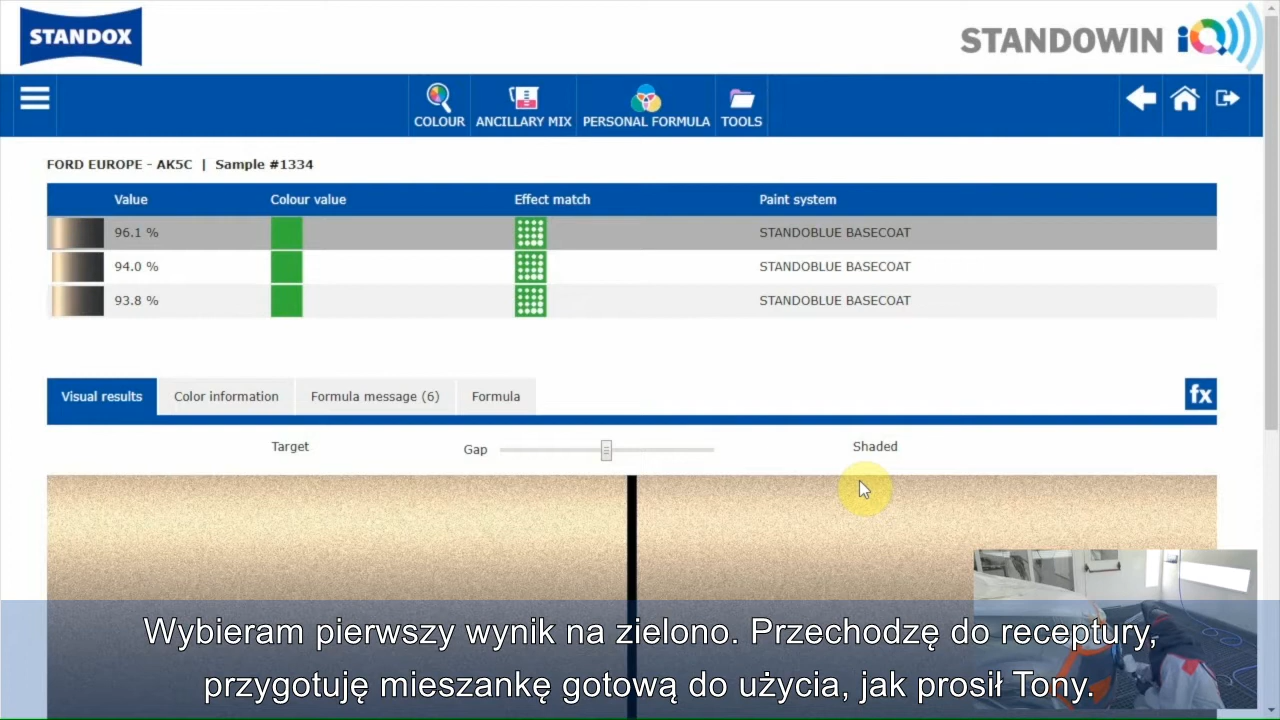 STANDOX
STANDOWIN iQ
COLOUR
ANCILLARY MIX
PERSONAL FORMULA
TOOLS
FORD EUROPE - AK5C | Sample #1334
Value Colour value Effect match Paint system
96.1 % STANDOBLUE BASECOAT
94.0 % STANDOBLUE BASECOAT
93.8 % STANDOBLUE BASECOAT
Visual results Color information Formula message (6) Formula fx
Target Gap Shaded
Wybieram pierwszy wynik na zielono. Przechodzę do receptury,
przygotuję mieszankę gotową do użycia, jak prosił Tony.